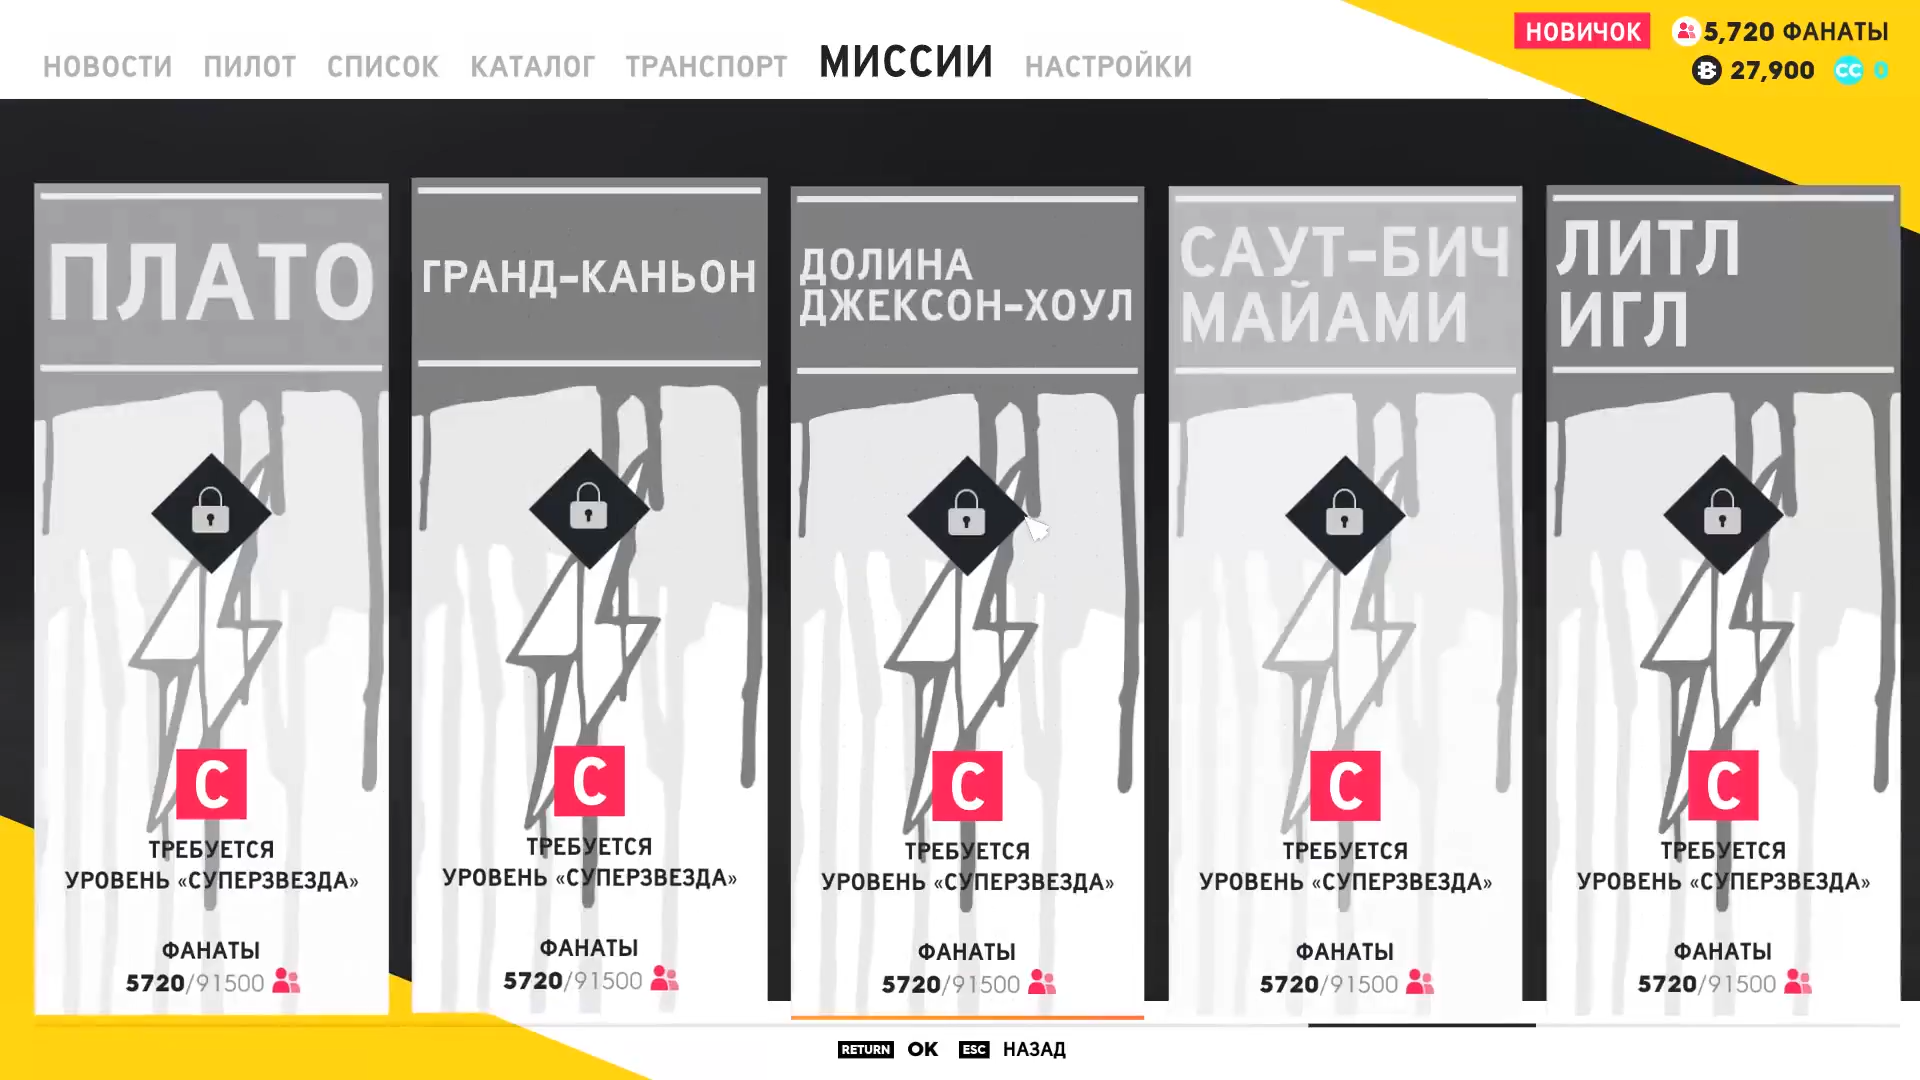 НОВОСТИ ПИЛОТ СПИСОК КАТАЛОГ ТРАНСПОРТ МИССИИ НАСТРОЙКИ
НОВИЧОК 5,720 ФАНАТЫ
27,900 CC 0
ПЛАТО
C
ТРЕБУЕТСЯ
УРОВЕНЬ «СУПЕРЗВЕЗДА»
ФАНАТЫ
5720/91500
ГРАНД-КАНЬОН
C
ТРЕБУЕТСЯ
УРОВЕНЬ «СУПЕРЗВЕЗДА»
ФАНАТЫ
5720/91500
ДОЛИНА
ДЖЕКСОН-ХОУЛ
C
ТРЕБУЕТСЯ
УРОВЕНЬ «СУПЕРЗВЕЗДА»
ФАНАТЫ
5720/91500
САУТ-БИЧ
МАЙАМИ
C
ТРЕБУЕТСЯ
УРОВЕНЬ «СУПЕРЗВЕЗДА»
ФАНАТЫ
5720/91500
ЛИТЛ
ИГЛ
C
ТРЕБУЕТСЯ
УРОВЕНЬ «СУПЕРЗВЕЗДА»
ФАНАТЫ
5720/91500
RETURN OK ESC НАЗАД